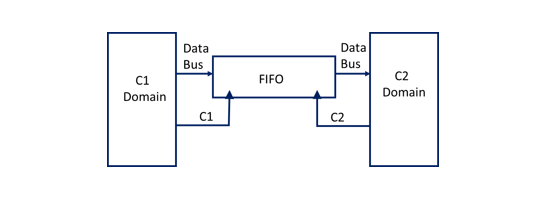 C1
Domain
Data
Bus
FIFO
Data
Bus
C2
Domain
C1
C2